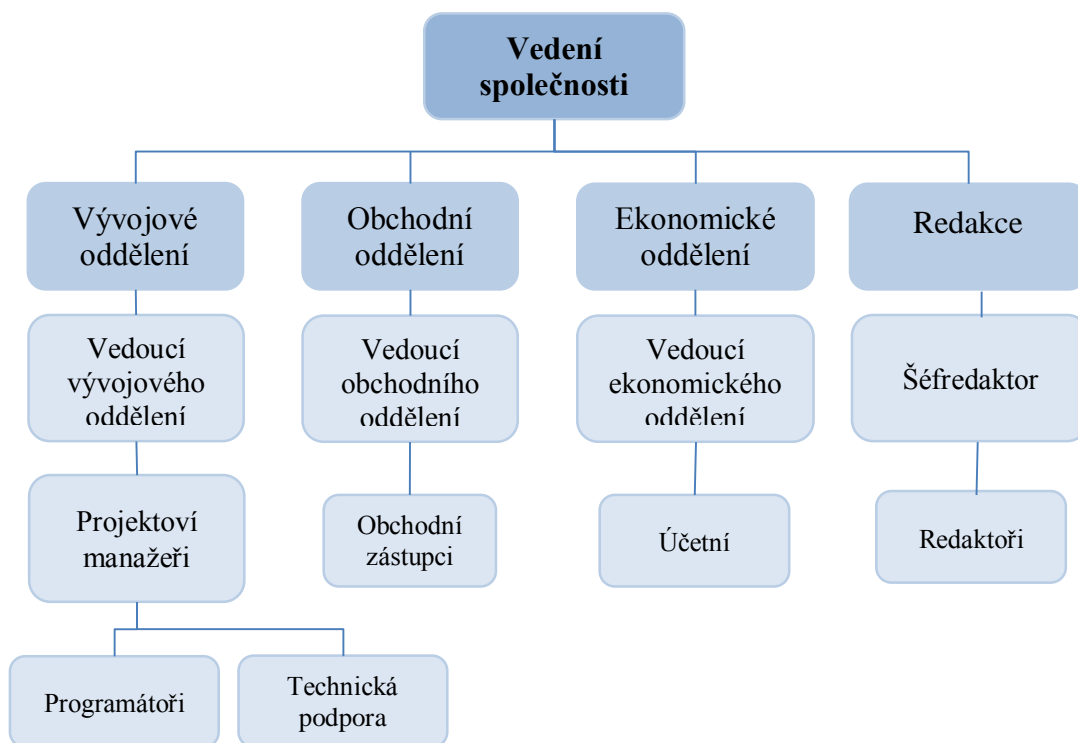 Vedení
společnosti
Vývojové
oddělení
Obchodní
oddělení
Ekonomické
oddělení
Redakce
Vedoucí
vývojového
oddělení
Vedoucí
obchodního
oddělení
Vedoucí
ekonomického
oddělení
Šéfredaktor
Projektoví
manažeři
Obchodní
zástupci
Účetní
Redaktoři
Programátoři
Technická
podpora